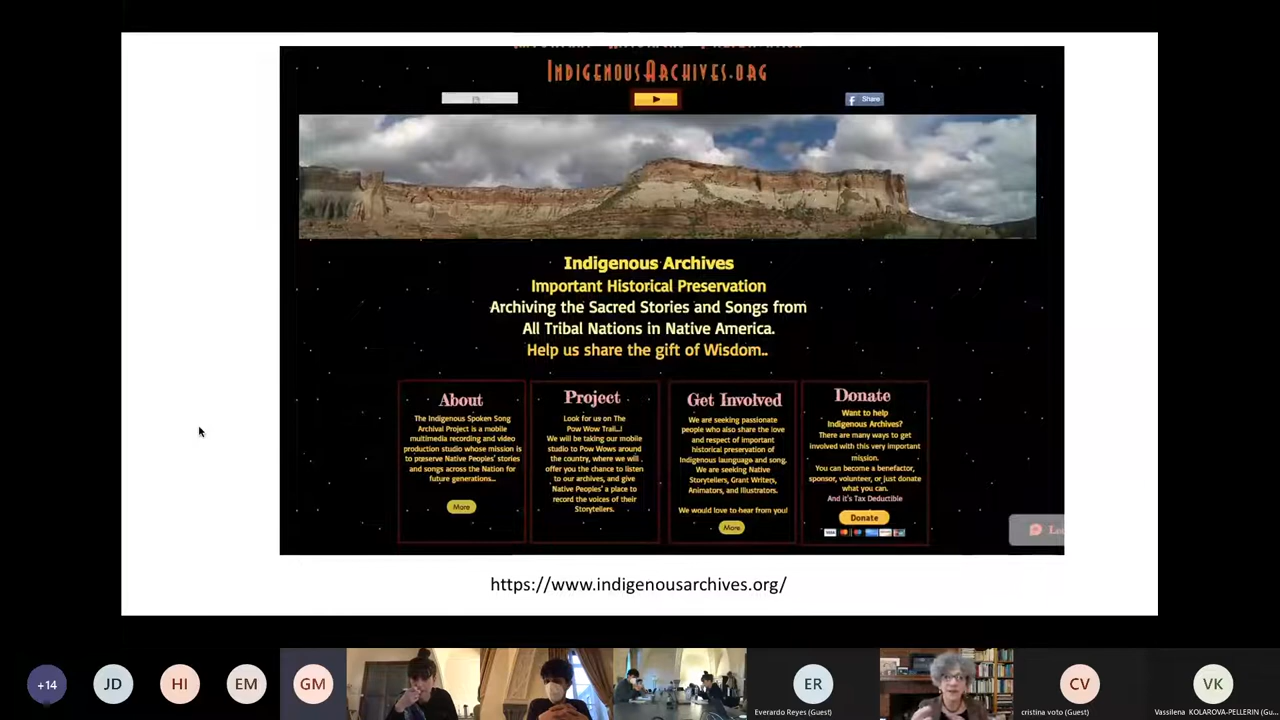 IndigenousArchives.org
Share
Indigenous Archives
Important Historical Preservation
Archiving the Sacred Stories and Songs from
All Tribal Nations in Native America.
Help us share the gift of Wisdom..
About
The Indigenous Spoken Song
Archival Project is a mobile
multimedia recording and video
production studio whose mission is
to preserve Native Peoples' stories
and songs across the Nation for
future generations...
More
Project
Look for us on The
Pow Wow Trail...!
We will be taking our mobile
studio to Pow Wows around
the country, where we will
offer you the chance to listen
to our archives, and give
Native Peoples' a place to
record the voices of their
Storytellers.
Get Involved
We are seeking passionate
people who also share the love
and respect of important
historical preservation of
Indigenous launguage and song.
We are seeking Native
Storytellers, Grant Writers,
Animators, and Illustrators.
We would love to hear from you!
More
Donate
Want to help
Indigenous Archives?
There are many ways to get
involved with this very important
mission.
You can become a benefactor,
sponsor, volunteer, or just donate
what you can.
And it's Tax Deductible
Donate
https://www.indigenousarchives.org/
+14
JD
HI
EM
GM
ER
Everardo Reyes (Guest)
CV
cristina voto (Guest)
VK
Vassilena KOLAROVA-PELLERIN (Gu...